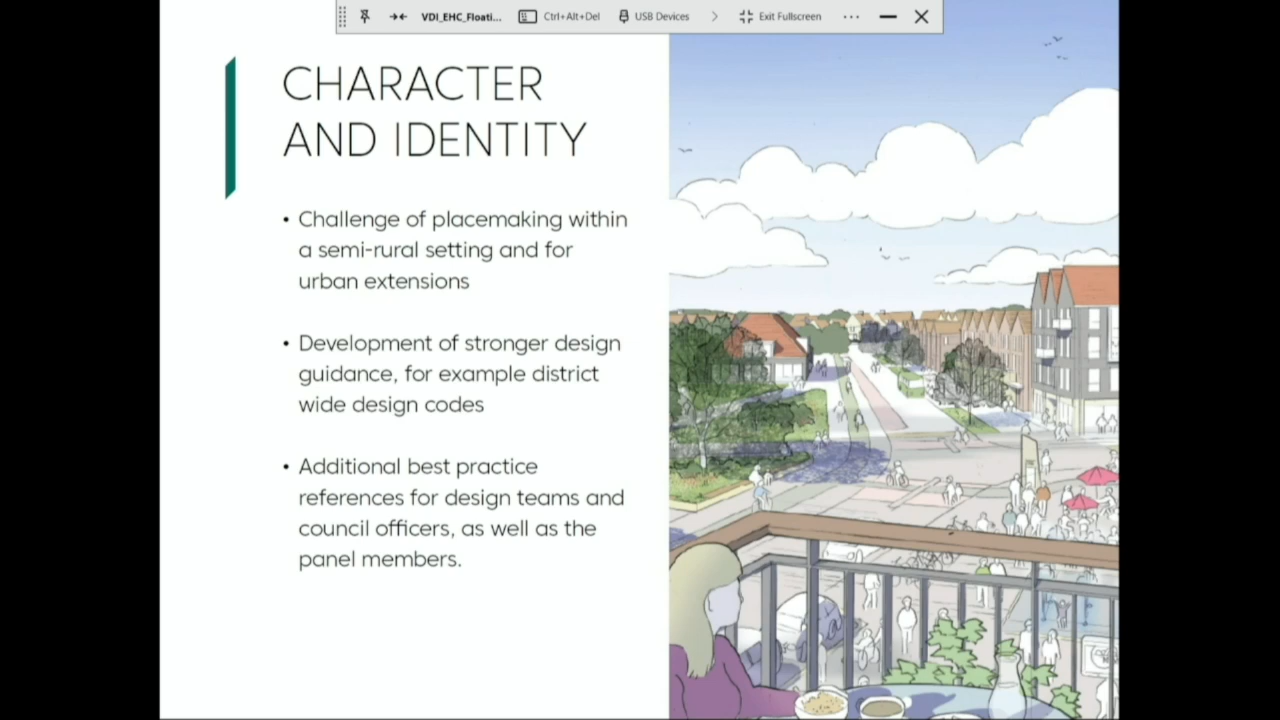 VDI_EHC_Floati...
Ctrl+Alt+Del
USB Devices
Exit Fullscreen
CHARACTER
AND IDENTITY
• Challenge of placemaking within
a semi-rural setting and for
urban extensions
• Development of stronger design
guidance, for example district
wide design codes
• Additional best practice
references for design teams and
council officers, as well as the
panel members.